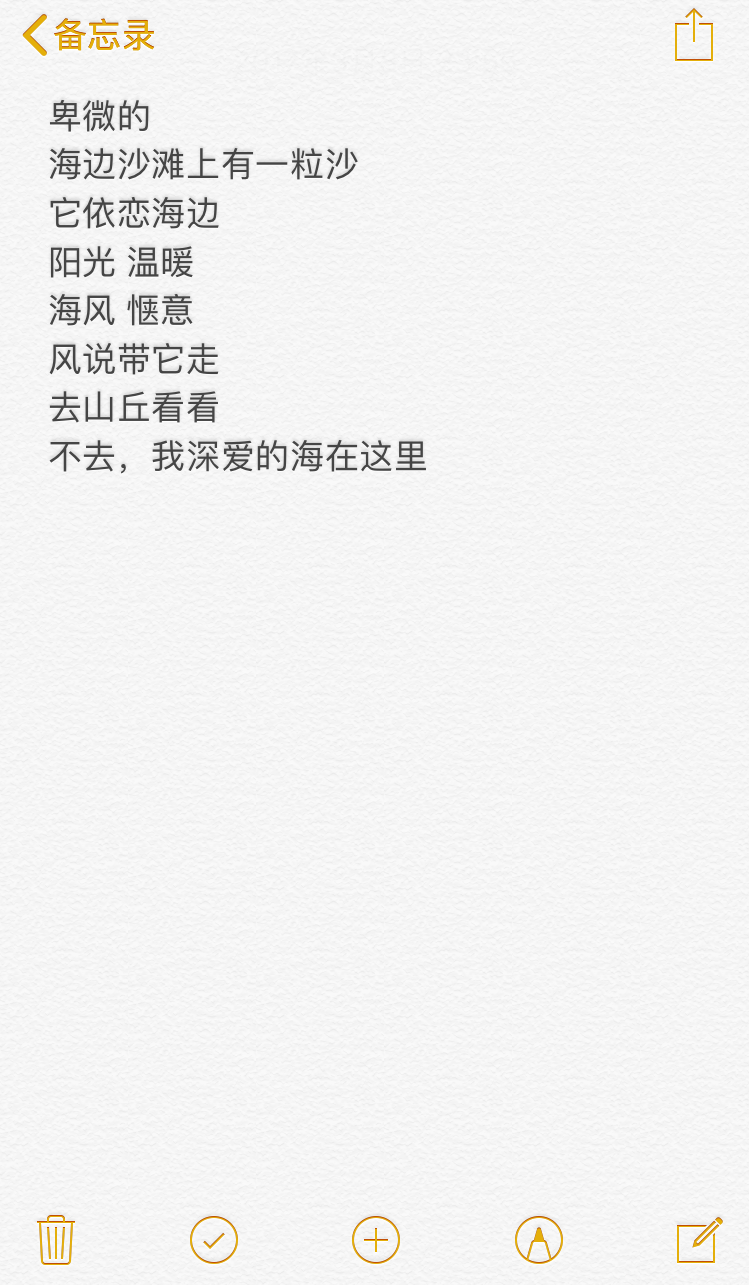 备忘录
卑微的
海边沙滩上有一粒沙
它依恋海边
阳光 温暖
海风 惬意
风说带它走
去山丘看看
不去，我深爱的海在这里